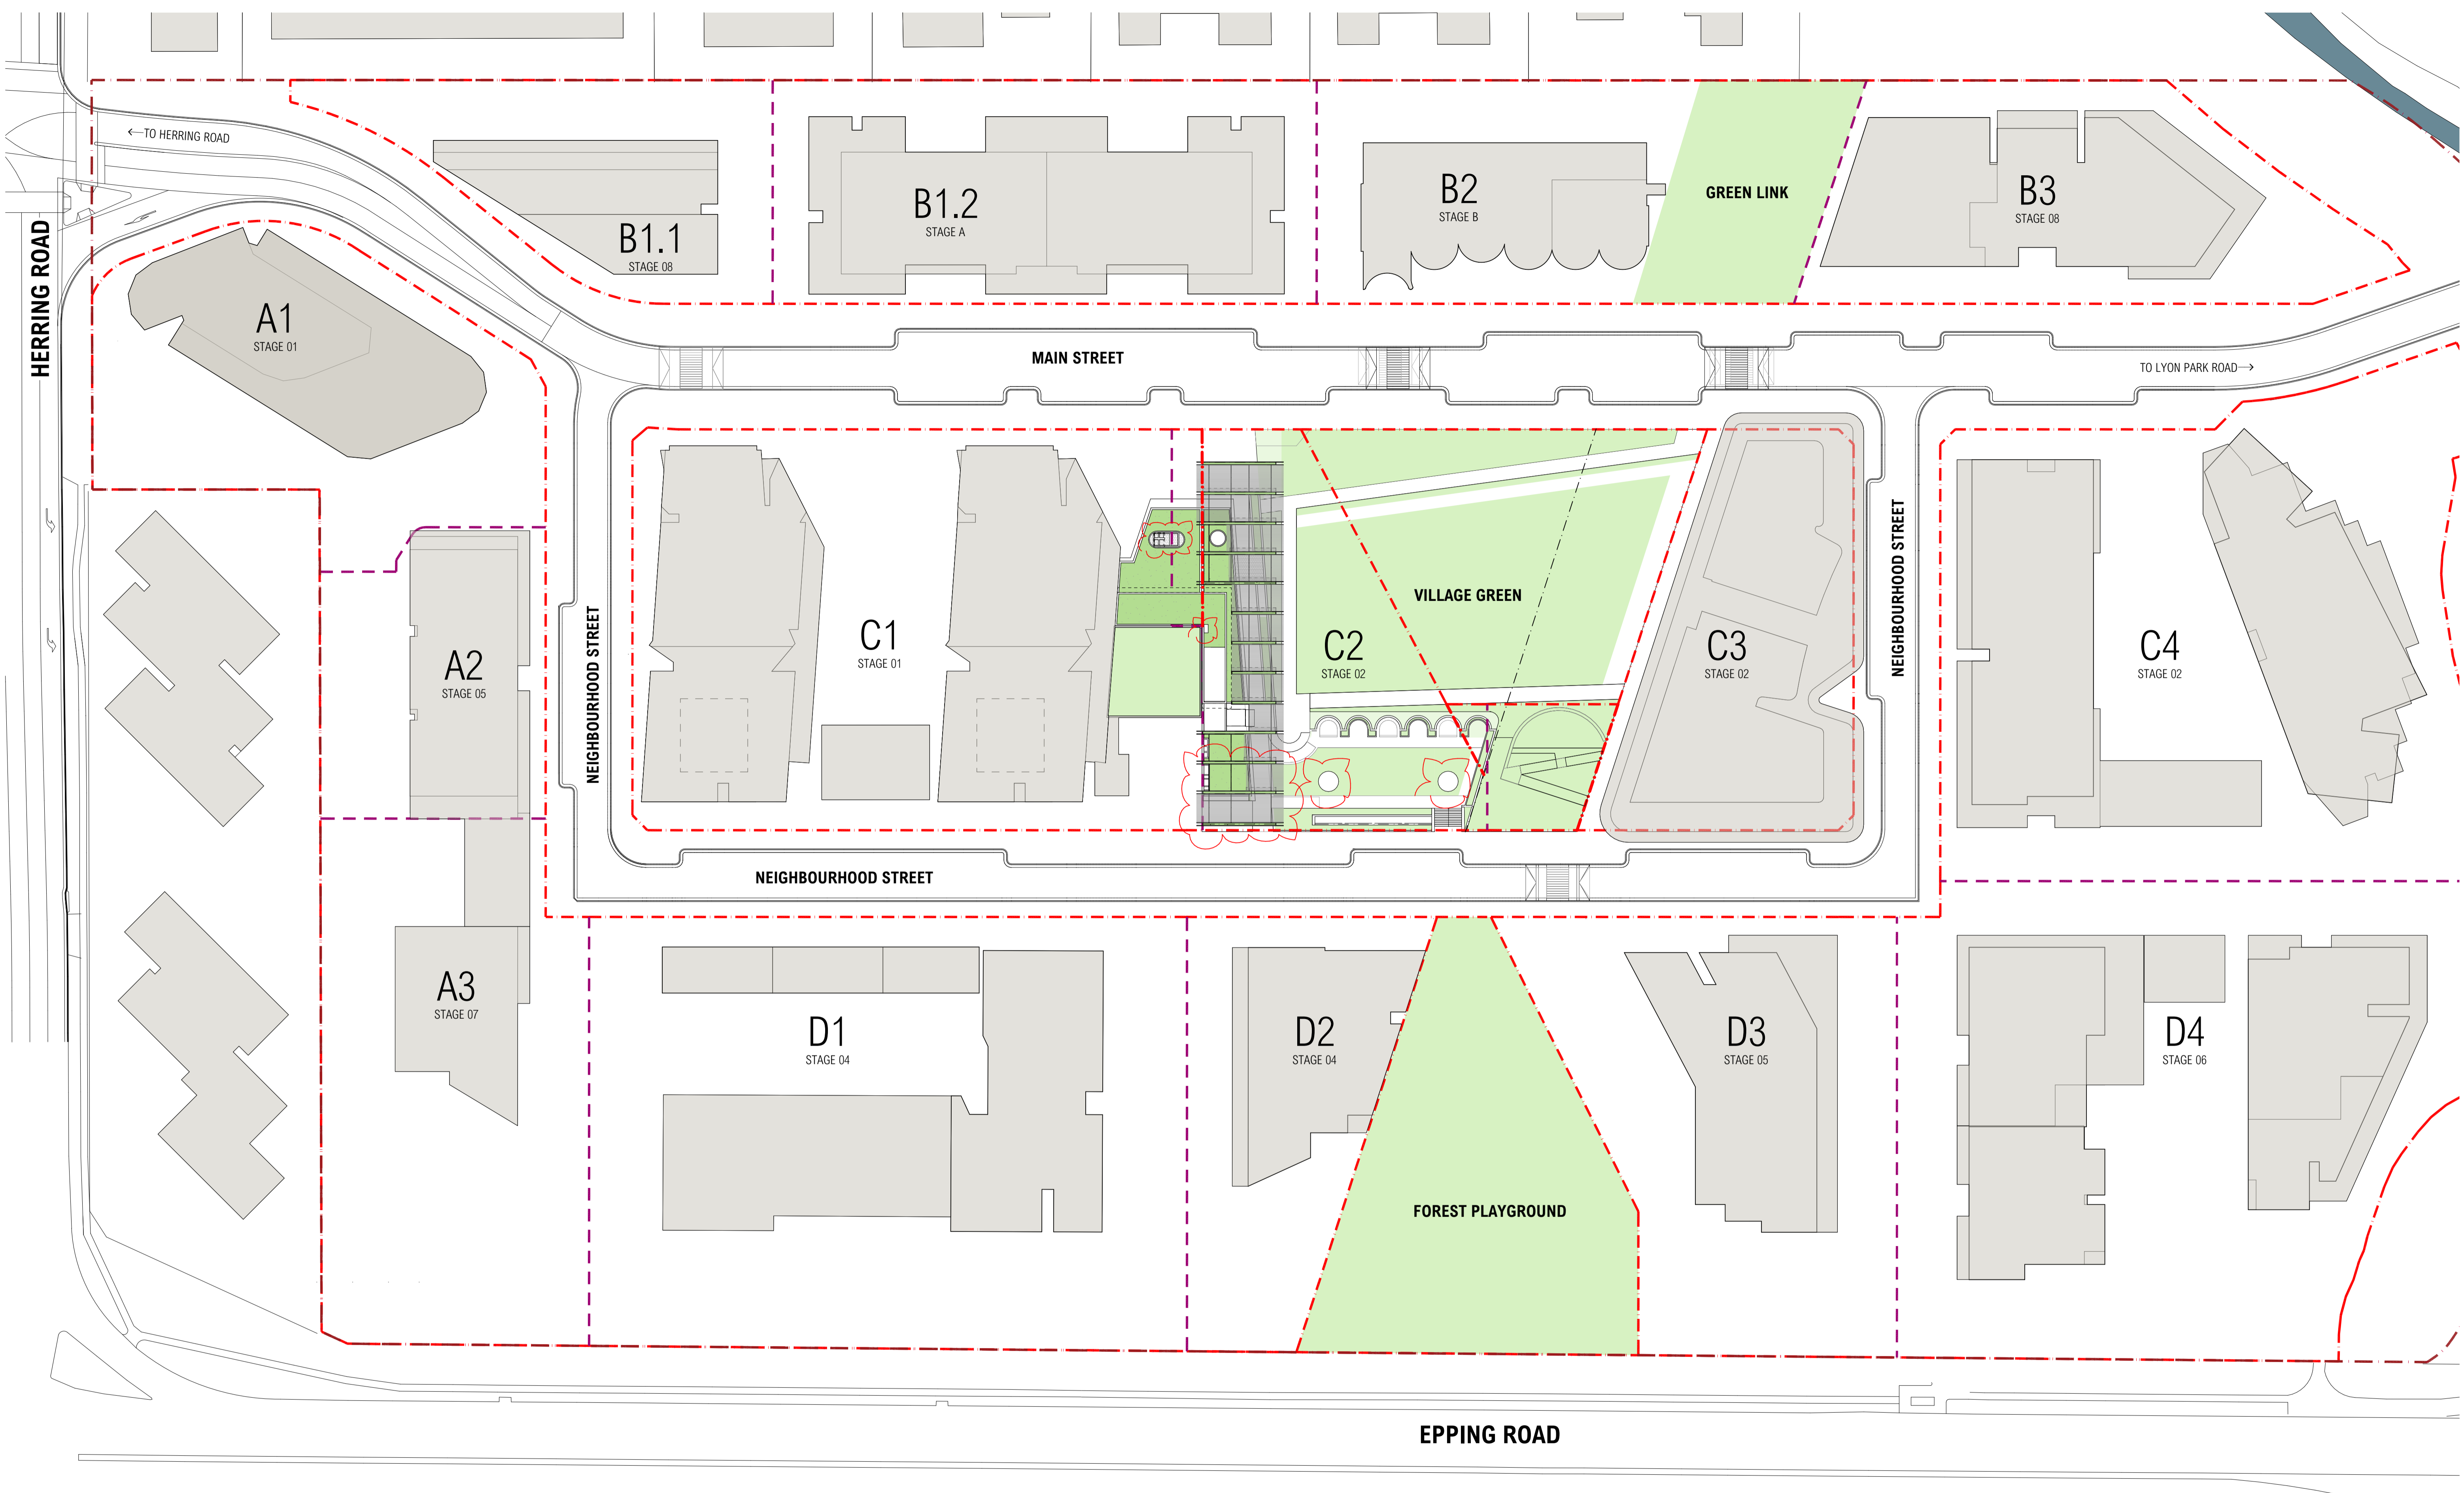 ←TO HERRING ROAD
HERRING ROAD
A1
STAGE 01
B1.1
STAGE 08
B1.2
STAGE A
B2
STAGE B
GREEN LINK
B3
STAGE 08
MAIN STREET
TO LYON PARK ROAD→
A2
STAGE 05
NEIGHBOURHOOD STREET
C1
STAGE 01
C2
STAGE 02
VILLAGE GREEN
C3
STAGE 02
NEIGHBOURHOOD STREET
C4
STAGE 02
NEIGHBOURHOOD STREET
A3
STAGE 07
D1
STAGE 04
D2
STAGE 04
FOREST PLAYGROUND
D3
STAGE 05
D4
STAGE 06
EPPING ROAD